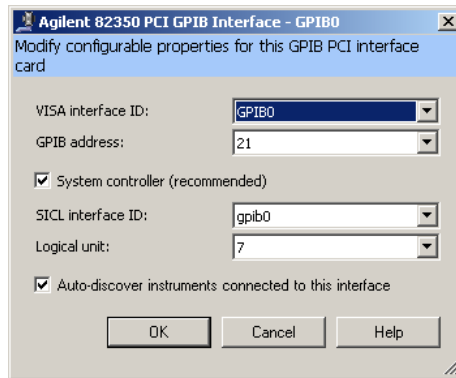 Agilent 82350 PCI GPIB Interface - GPIB0
Modify configurable properties for this GPIB PCI interface
card
VISA interface ID: GPIB0
GPIB address: 21
System controller (recommended)
SICL interface ID: gpib0
Logical unit: 7
Auto-discover instruments connected to this interface
OK Cancel Help